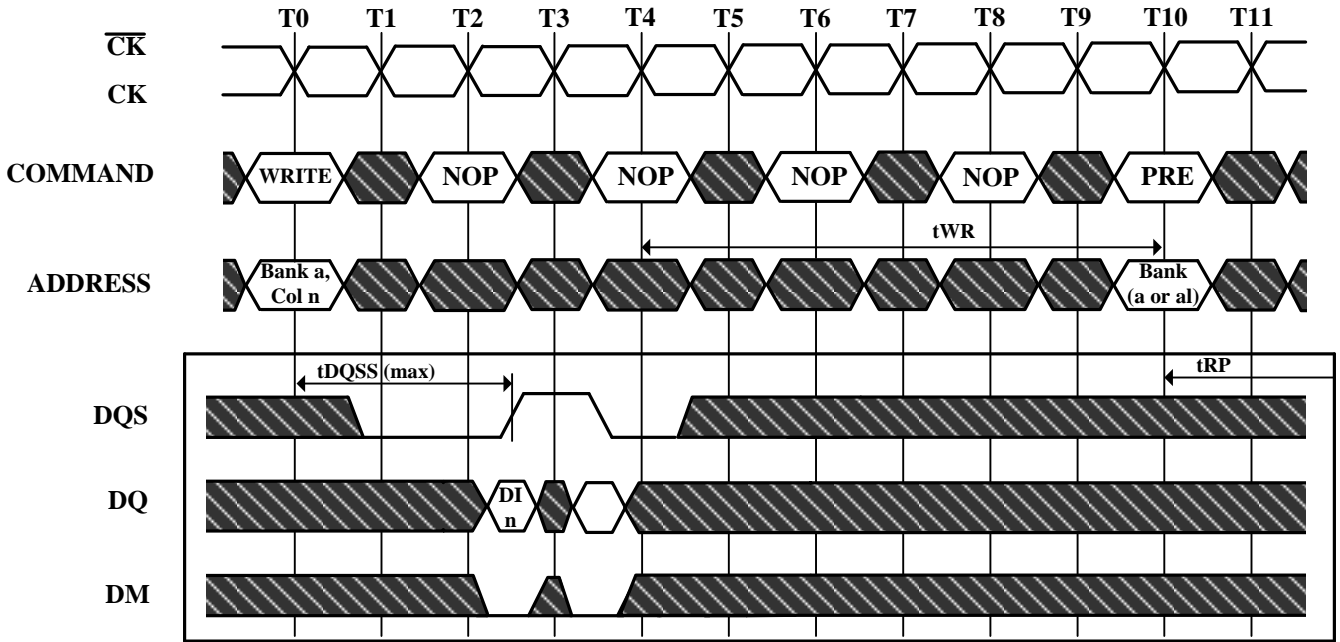 T0 T1 T2 T3 T4 T5 T6 T7 T8 T9 T10 T11
CK
CK
COMMAND
WRITE NOP NOP NOP NOP PRE
tWR
ADDRESS
Bank a,
Col n
Bank
(a or al)
tDQSS (max)
tRP
DQS
DQ
DI
n
DM